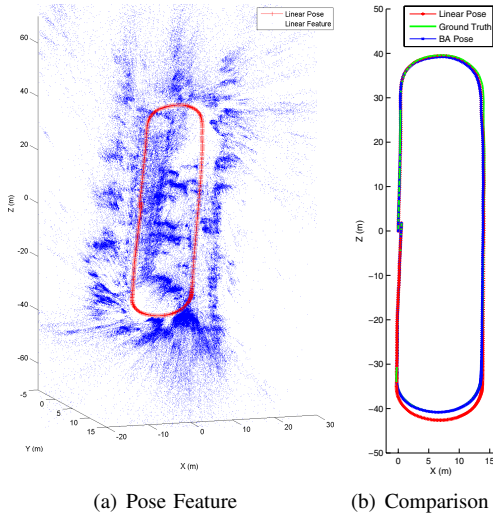 Linear Pose
Linear Feature
60
40
20
0
-20
-40
-60
Z (m)
-5
0
5
10
15
Y (m)
-20
-10
0
10
20
30
X (m)
(a) Pose Feature
Linear Pose
Ground Truth
BA Pose
50
40
30
20
10
0
-10
-20
-30
-40
-50
Z (m)
0
5
10
15
X (m)
(b) Comparison